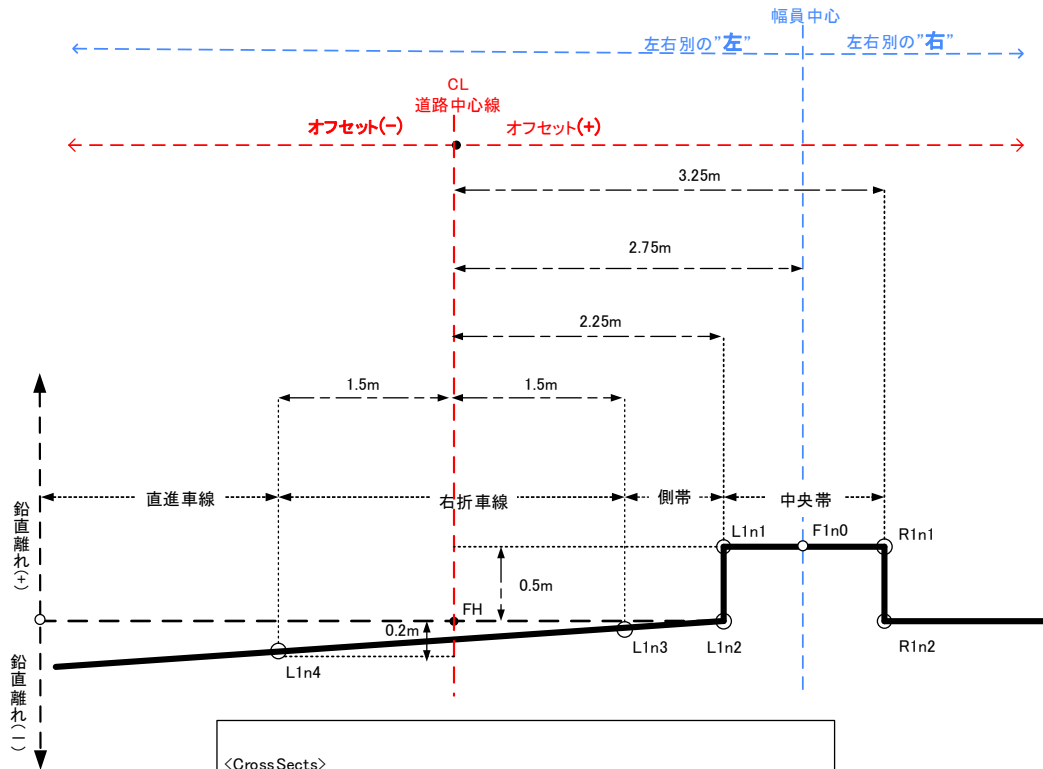 幅員中心
左右別の”左”
左右別の”右”
CL
道路中心線
オフセット(-)
オフセット(+)
3.25m
2.75m
2.25m
1.5m
1.5m
直進車線
右折車線
側帯
中央帯
鉛直離れ(+)
L1n1
F1n0
R1n1
0.5m
FH
0.2m
L1n3
L1n2
R1n2
L1n4
鉛直離れ(-)
<CrossSects>